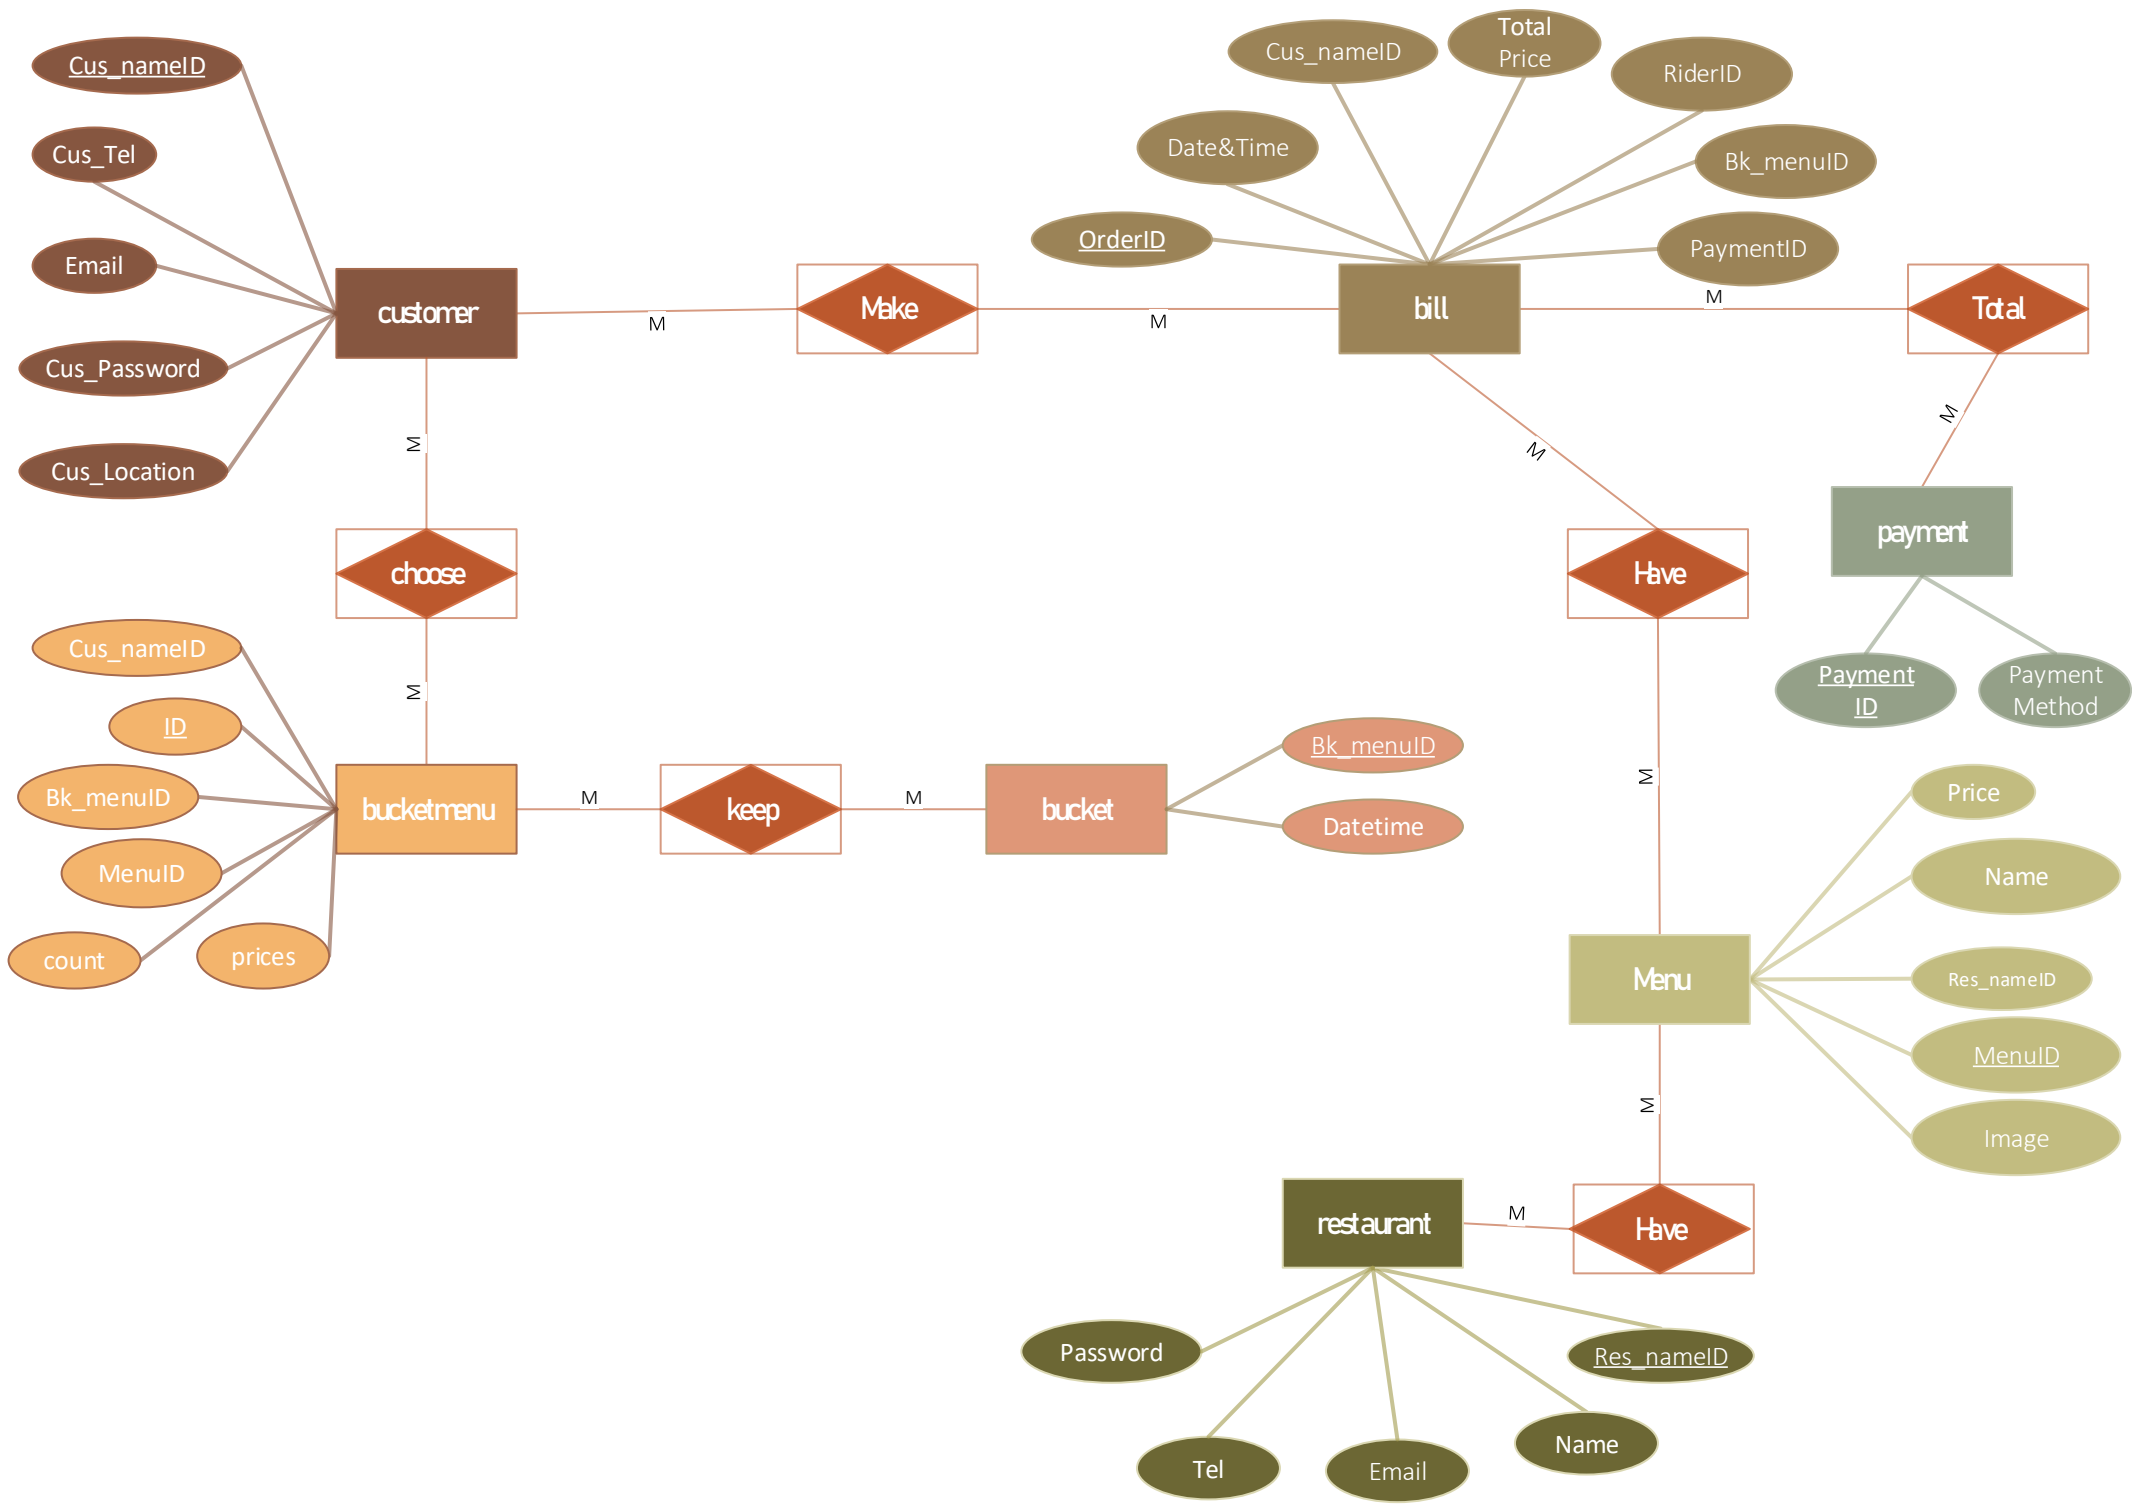 Cus_nameID
Cus_Tel
Email
Cus_Password
Cus_Location
customer
M
Make
M
Cus_nameID
Total
Price
RiderID
Date&Time
Bk_menuID
OrderID
PaymentID
bill
M
Total
M
payment
Payment
ID
Payment
Method
M
Have
M
M
choose
M
Cus_nameID
ID
Bk_menuID
MenuID
count
prices
bucketmenu
M
keep
M
bucket
Bk_menuID
Datetime
Menu
Price
Name
Res_nameID
MenuID
Image
M
Have
M
restaurant
Password
Tel
Email
Name
Res_nameID